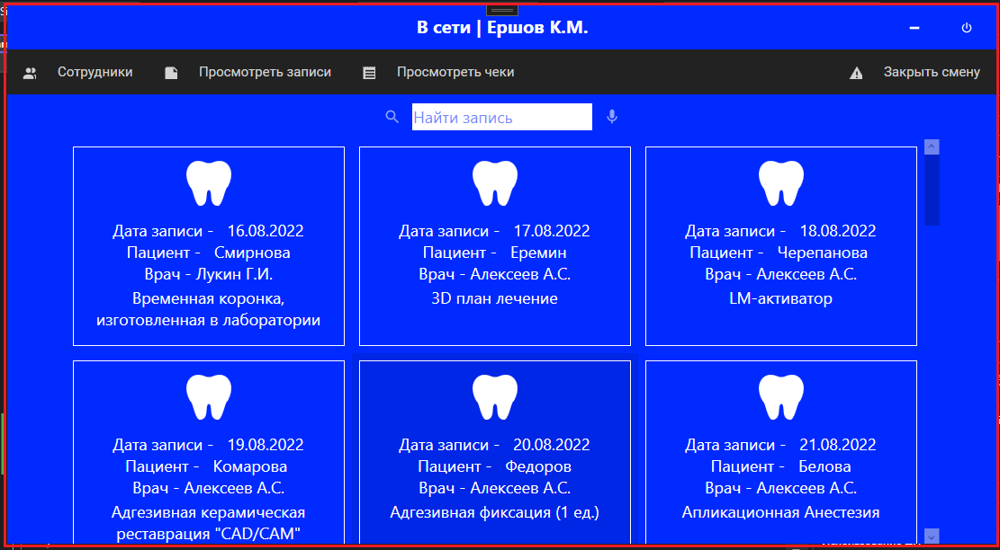 В сети | Ершов К.М.
Сотрудники
Просмотреть записи
Просмотреть чеки
Закрыть смену
Найти запись
Дата записи - 16.08.2022
Пациент - Смирнова
Врач - Лукин Г.И.
Временная коронка,
изготовленная в лаборатории
Дата записи - 17.08.2022
Пациент - Еремин
Врач - Алексеев А.С.
3D план лечение
Дата записи - 18.08.2022
Пациент - Черепанова
Врач - Алексеев А.С.
LM-активатор
Дата записи - 19.08.2022
Пациент - Комарова
Врач - Алексеев А.С.
Адгезивная керамическая
реставрация "CAD/CAM"
Дата записи - 20.08.2022
Пациент - Федоров
Врач - Алексеев А.С.
Адгезивная фиксация (1 ед.)
Дата записи - 21.08.2022
Пациент - Белова
Врач - Алексеев А.С.
Апликационная Анестезия